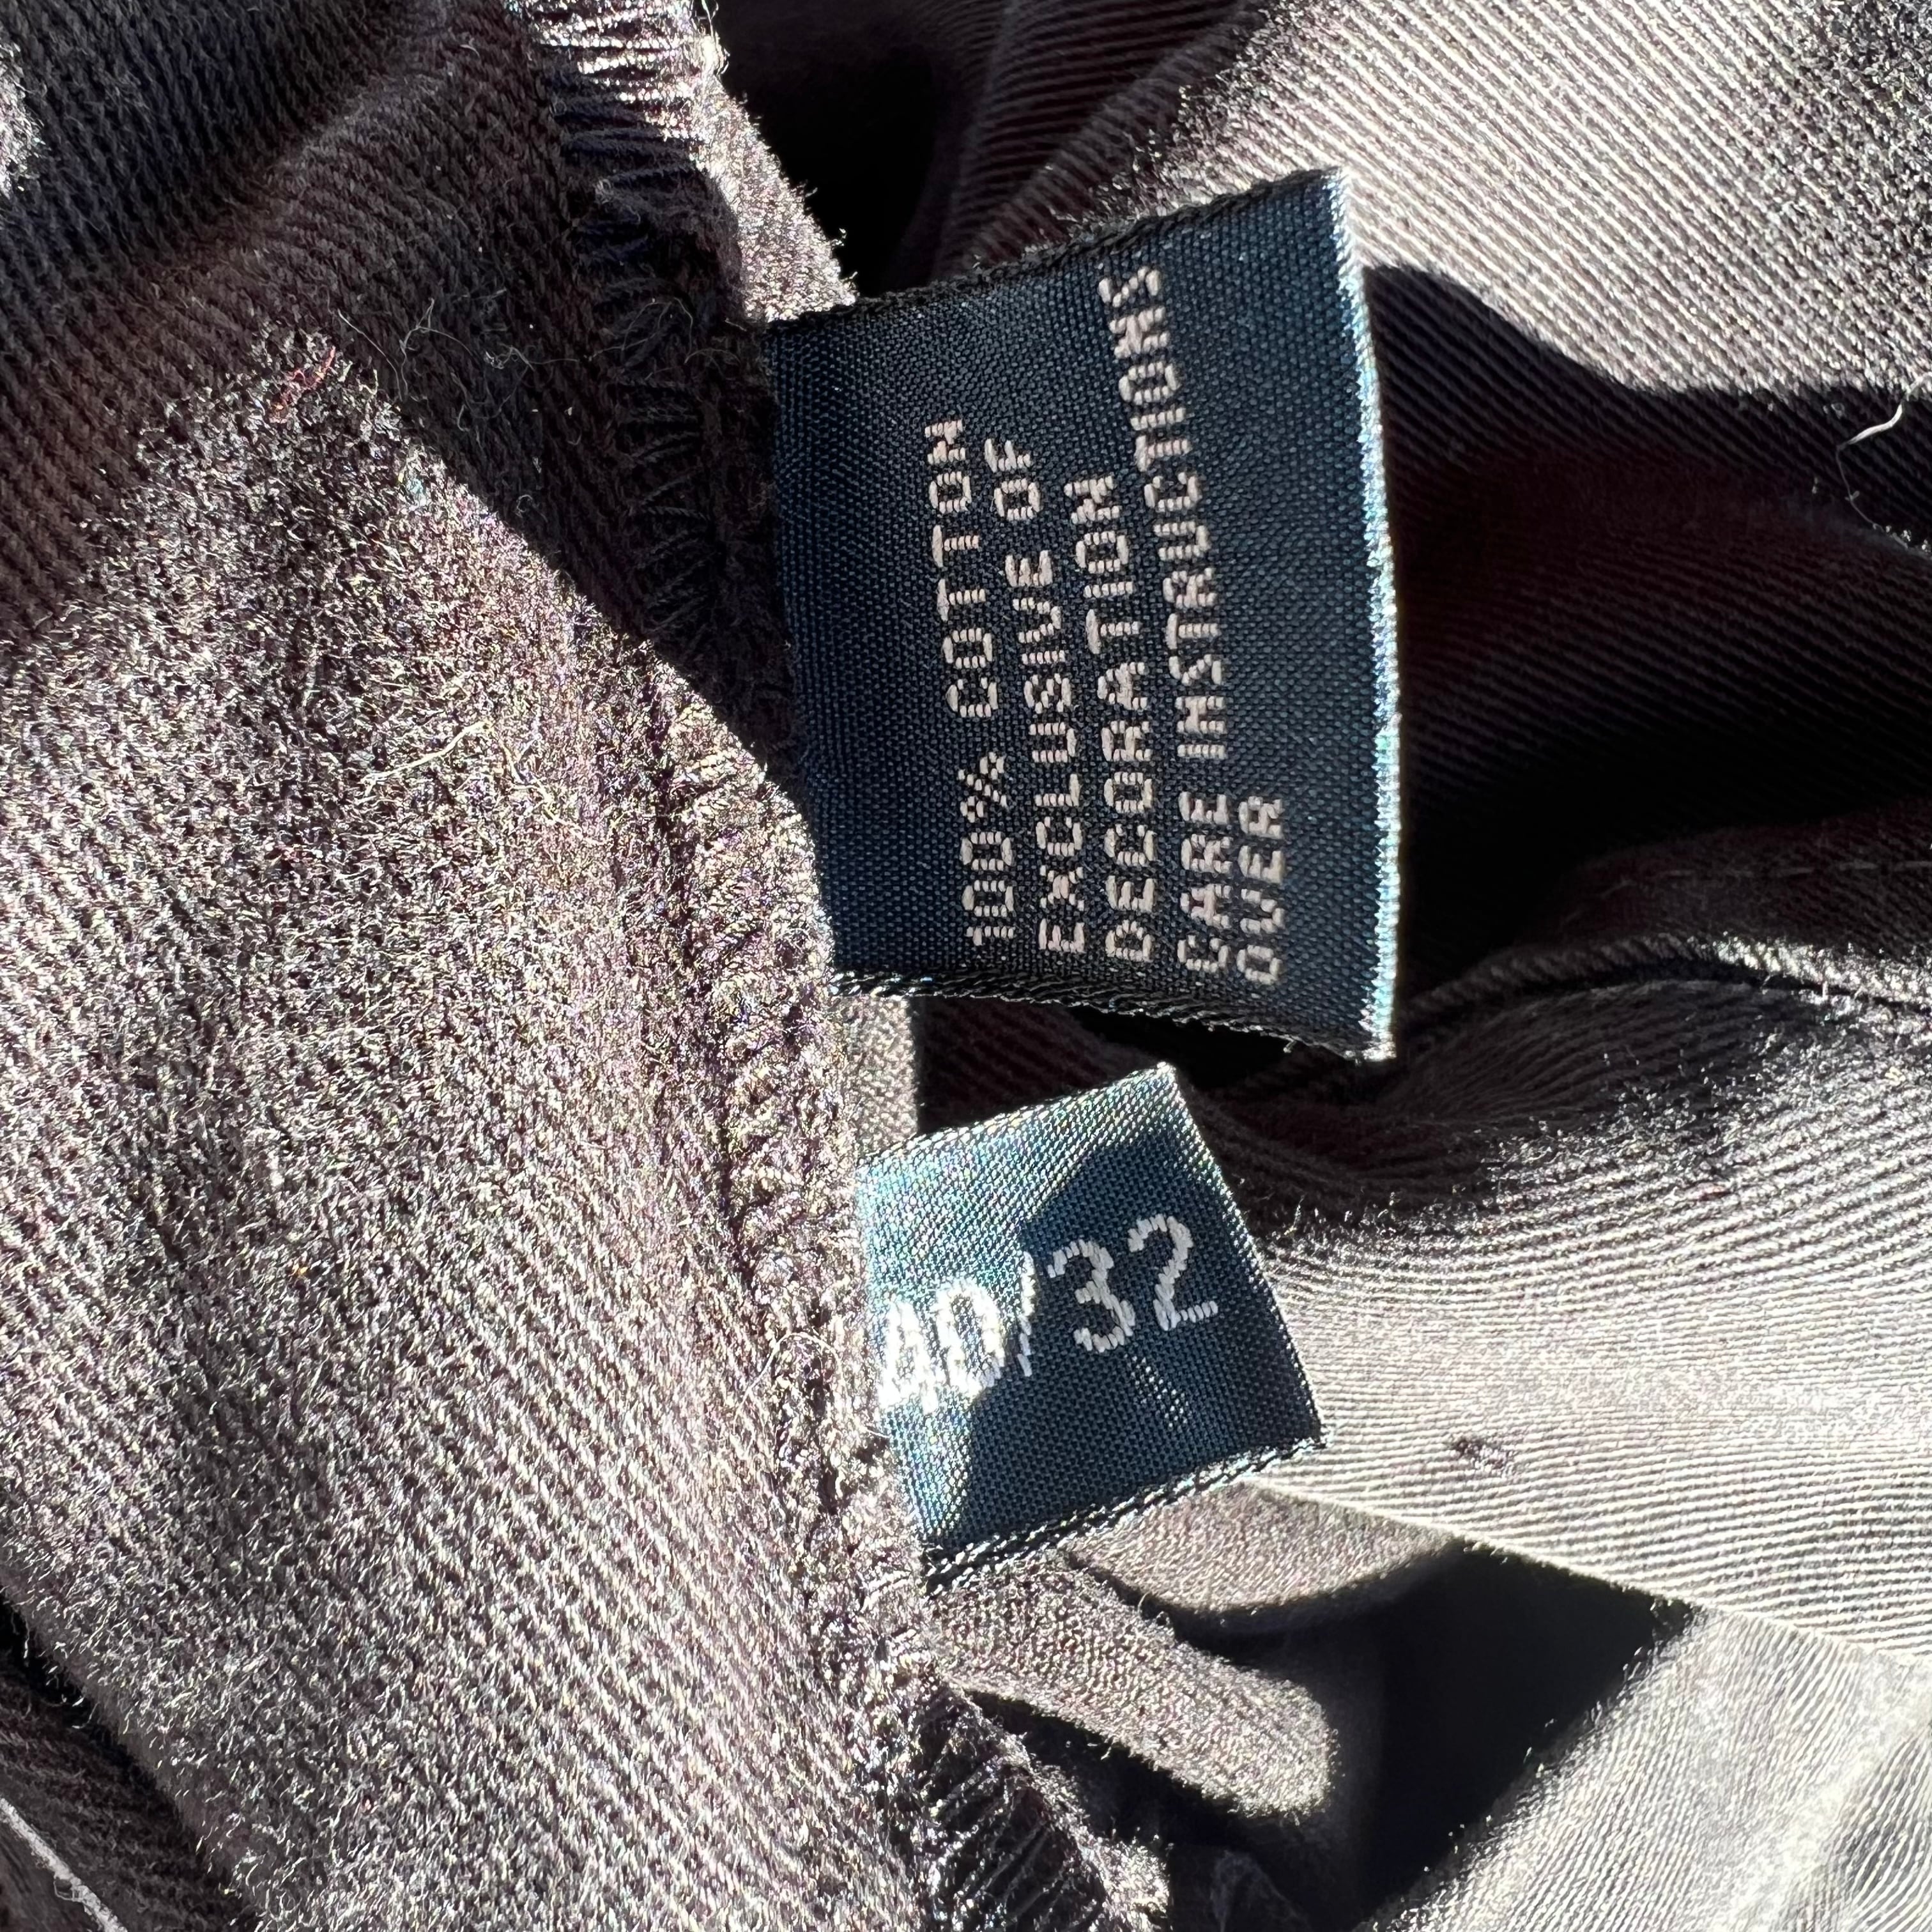 100% COTTON
EXCLUSIVE OF
DECORATION
CARE INSTRUCTIONS
OVER
40/32